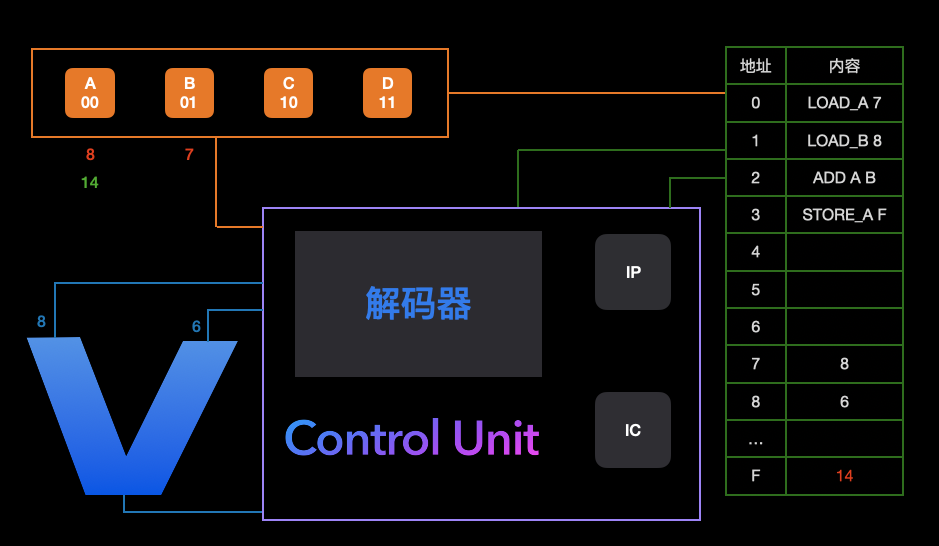 A
00
B
01
C
10
D
11
8
7
14
地址 内容
0 LOAD_A 7
1 LOAD_B 8
2 ADD A B
3 STORE_A F
4
5
6
7 8
8 6
...
F 14
解码器
IP
IC
Control Unit
8
6